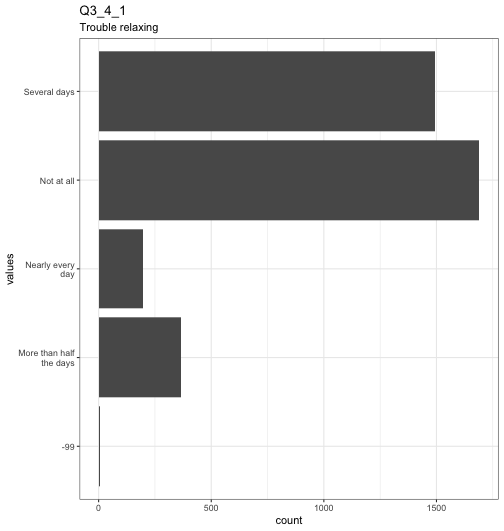 Q3_4_1
Trouble relaxing
values
Several days
Not at all
Nearly every
day
More than half
the days
-99
0
500
1000
1500
count